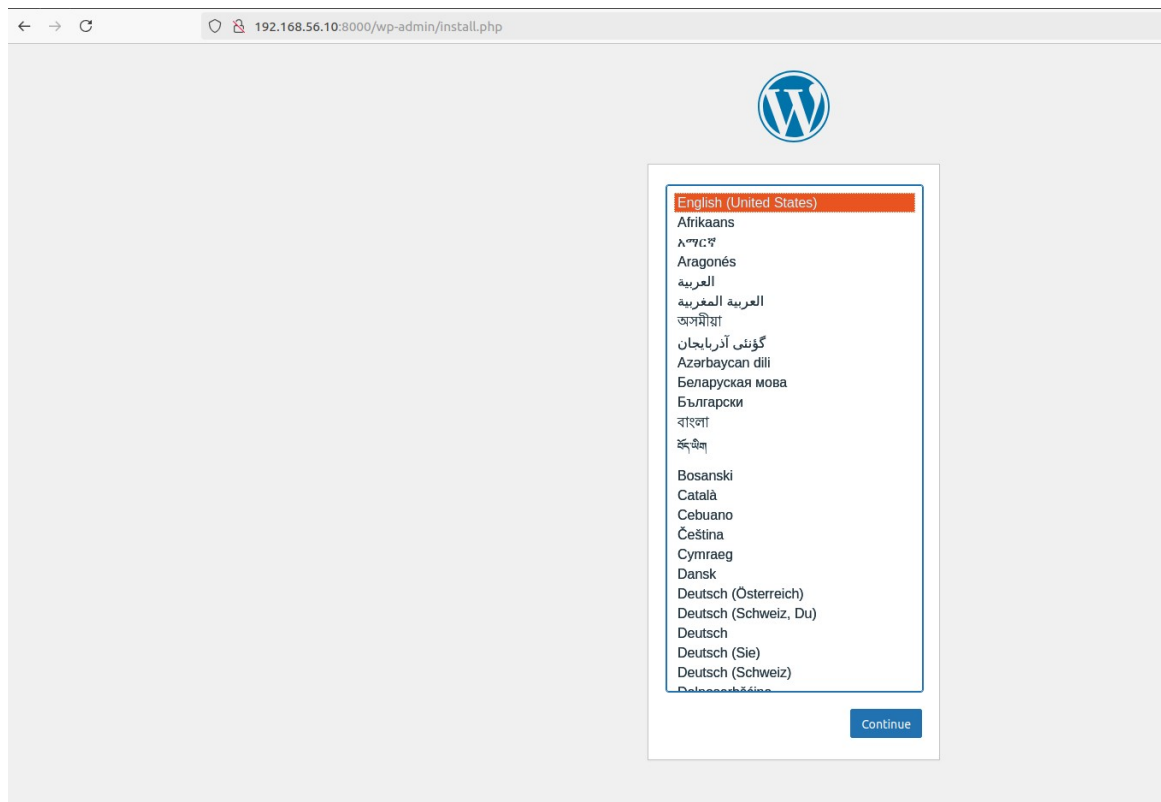 192.168.56.10:8000/wp-admin/install.php
English (United States)
Afrikaans
አማርኛ
Aragonés
العربية
العربية المغربية
অসমীয়া
گؤنئی آذربایجان
Azərbaycan dili
Беларуская мова
Български
বাংলা
བོད་ཡིག
Bosanski
Català
Cebuano
Čeština
Cymraeg
Dansk
Deutsch (Österreich)
Deutsch (Schweiz, Du)
Deutsch
Deutsch (Sie)
Deutsch (Schweiz)
Continue